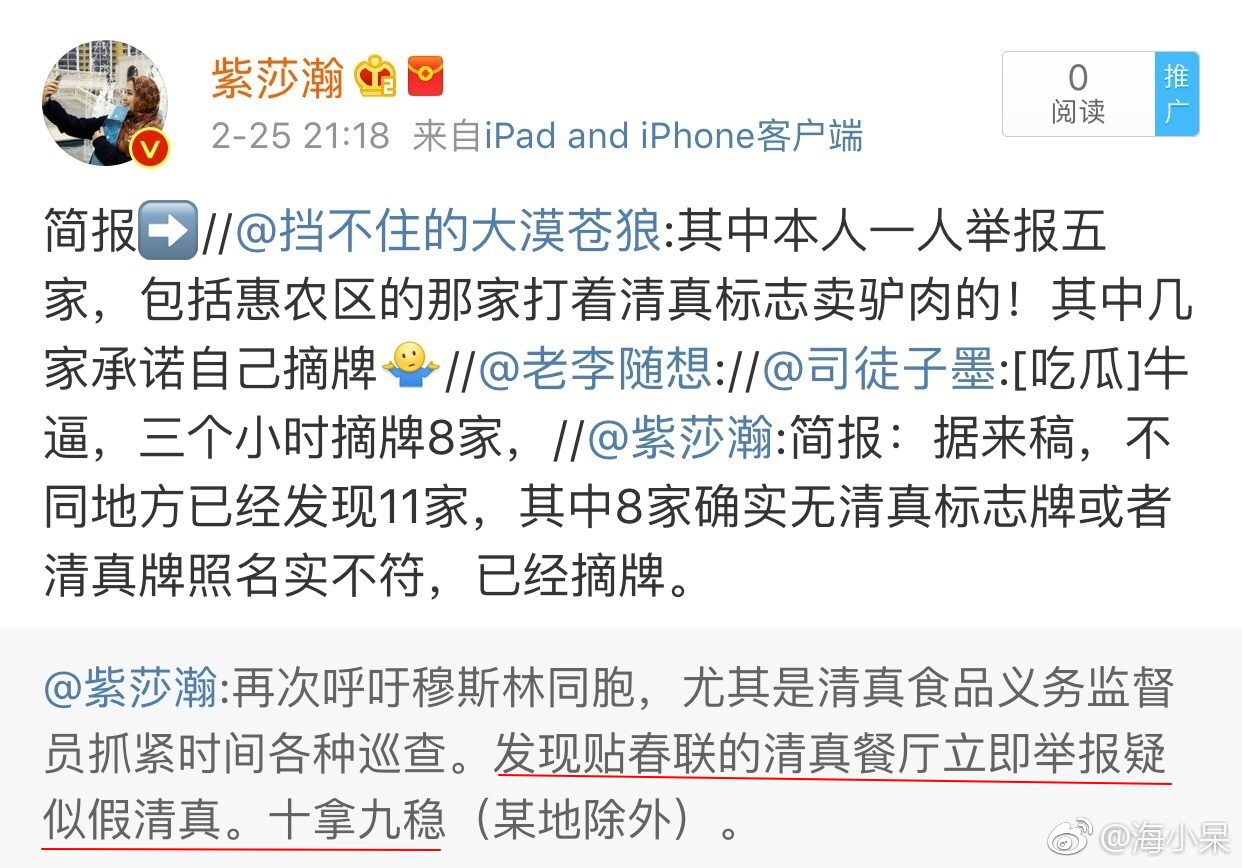 紫莎瀚
2-25 21:18 来自iPad and iPhone客户端
0
阅读
推广
简报➡️//@挡不住的大漠苍狼:其中本人一人举报五
家，包括惠农区的那家打着清真标志卖驴肉的！其中几
家承诺自己摘牌🤷//@老李随想://@司徒子墨:[吃瓜]牛
逼，三个小时摘牌8家，//@紫莎瀚:简报：据来稿，不
同地方已经发现11家，其中8家确实无清真标志牌或者
清真牌照名实不符，已经摘牌。
@紫莎瀚:再次呼吁穆斯林同胞，尤其是清真食品义务监督
员抓紧时间各种巡查。发现贴春联的清真餐厅立即举报疑
似假清真。十拿九稳（某地除外）。
@海小呆